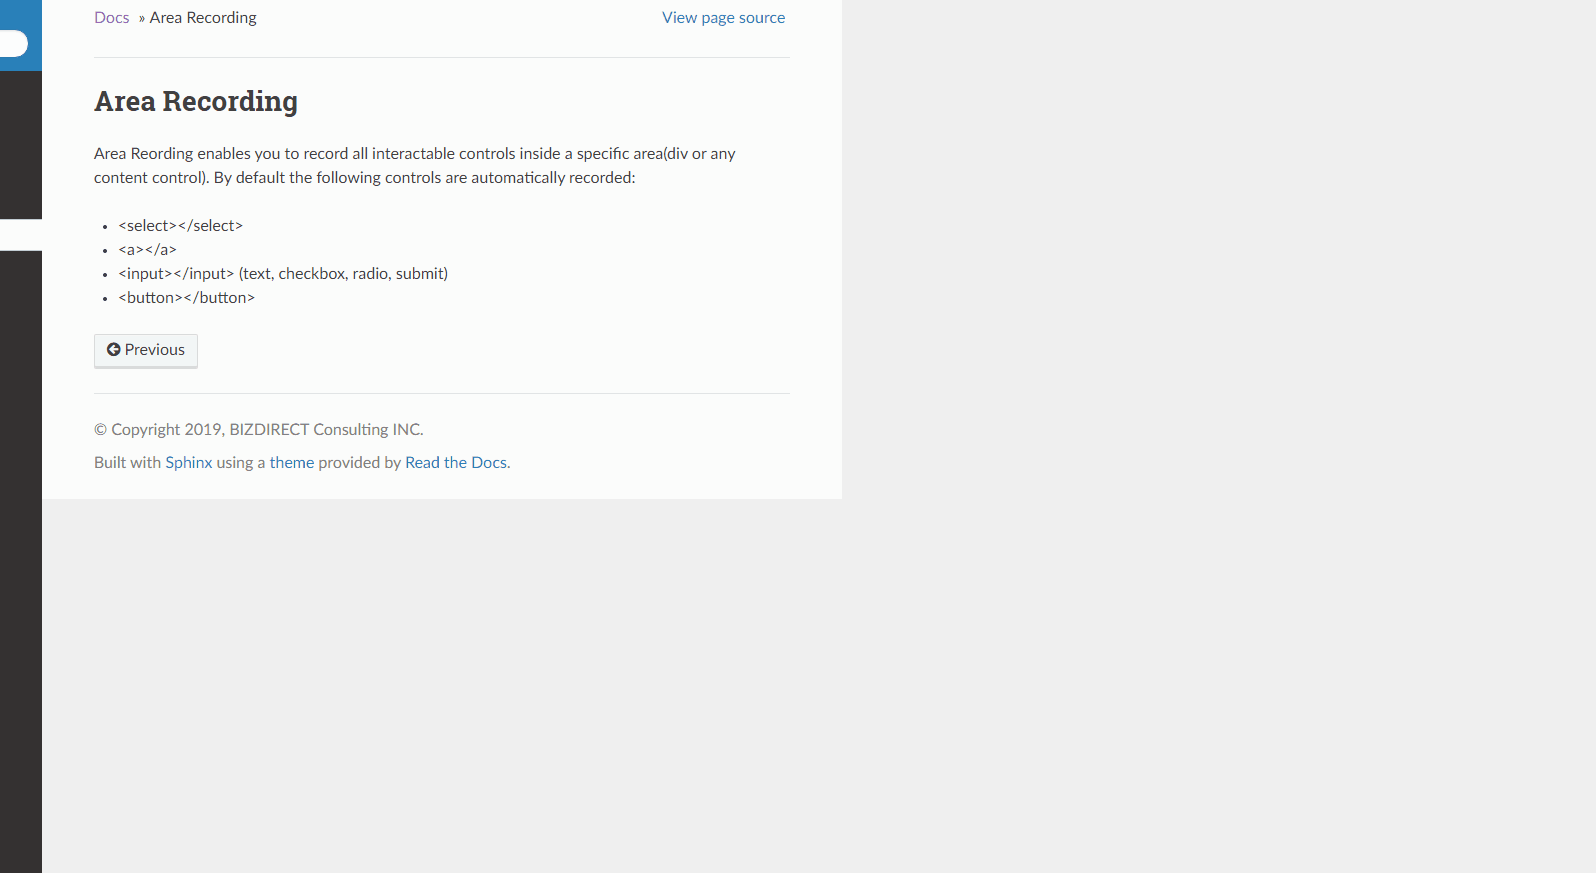 Docs » Area Recording
View page source
Area Recording
Area Reording enables you to record all interactable controls inside a specific area(div or any
content control). By default the following controls are automatically recorded:
• <select></select>
• <a></a>
• <input></input> (text, checkbox, radio, submit)
• <button></button>
Previous
© Copyright 2019, BIZDIRECT Consulting INC.
Built with Sphinx using a theme provided by Read the Docs.